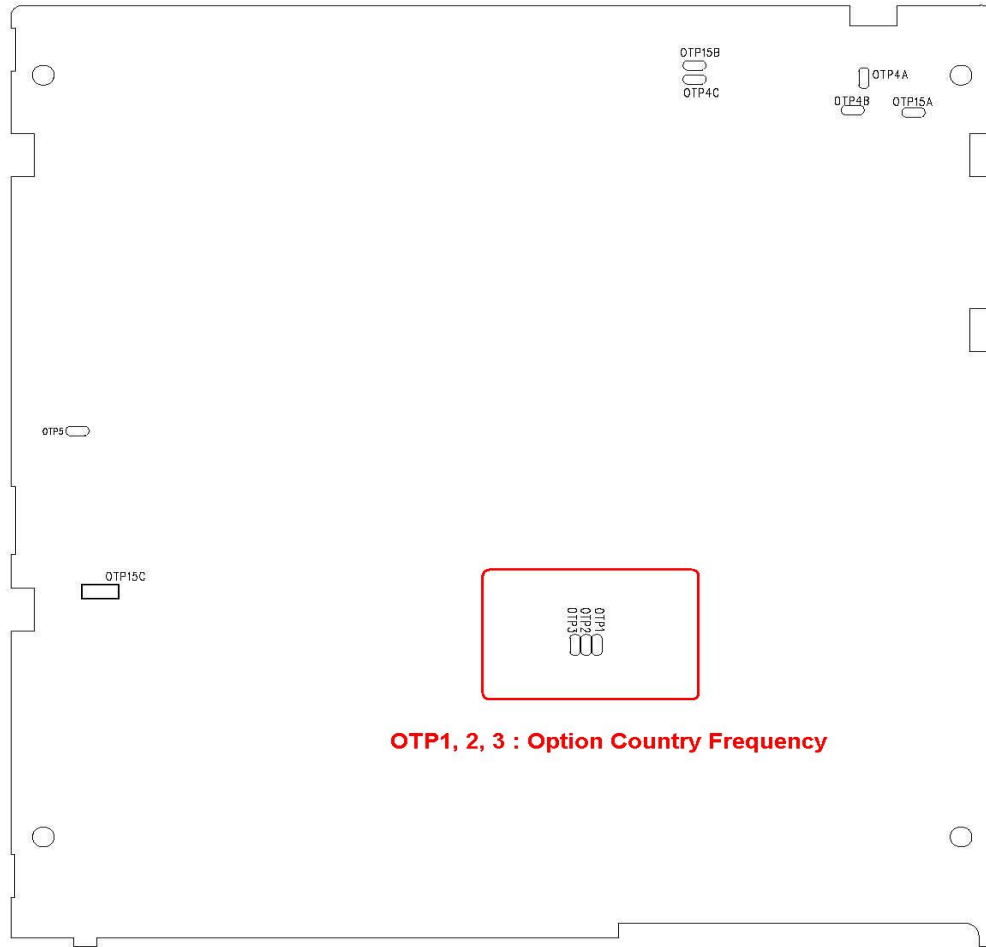 OTP15B
OTP4C
OTP4A
OTP4B
OTP15A
OTP5
OTP15C
OTP1
OTP2
OTP3
OTP1, 2, 3 : Option Country Frequency